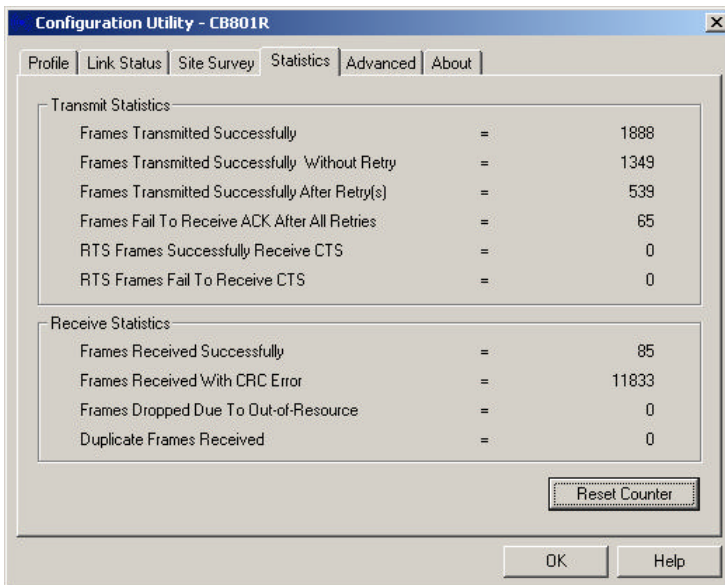 Configuration Utility - CB801R
Profile Link Status Site Survey Statistics Advanced About
Transmit Statistics
Frames Transmitted Successfully = 1888
Frames Transmitted Successfully Without Retry = 1349
Frames Transmitted Successfully After Retry(s) = 539
Frames Fail To Receive ACK After All Retries = 65
RTS Frames Successfully Receive CTS = 0
RTS Frames Fail To Receive CTS = 0
Receive Statistics
Frames Received Successfully = 85
Frames Received With CRC Error = 11833
Frames Dropped Due To Out-of-Resource = 0
Duplicate Frames Received = 0
Reset Counter
OK Help